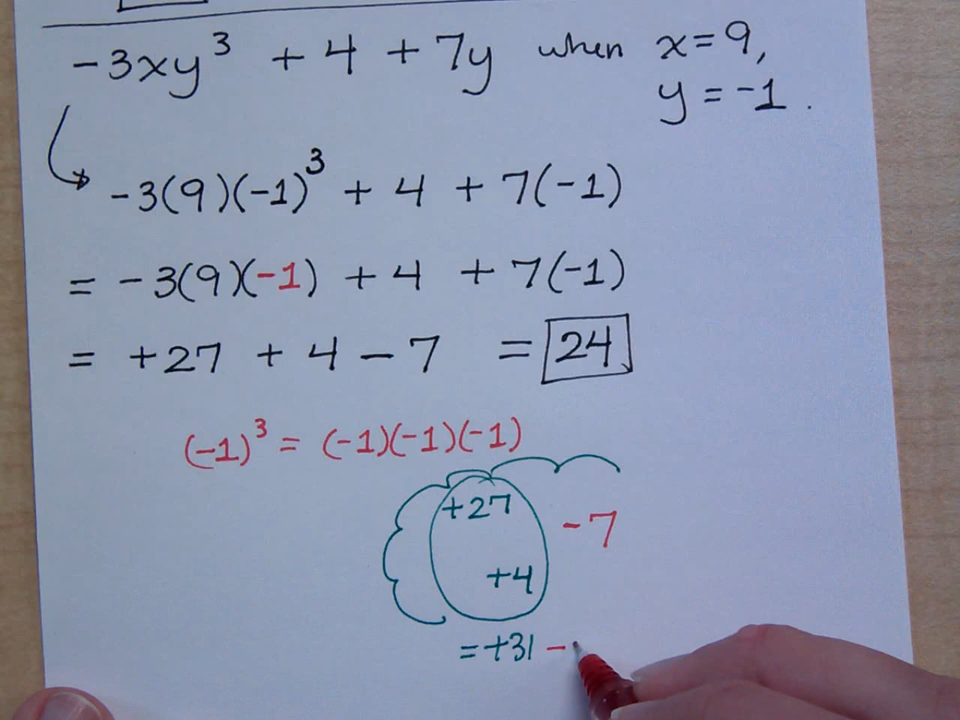 -3xy³ + 4 + 7y when x=9,
y = -1.
-3(9)(-1)³ + 4 + 7(-1)
= -3(9)(-1) + 4 + 7(-1)
= +27 + 4 - 7 = 24
(-1)³ = (-1)(-1)(-1)
+27
-7
+4
= +31 -